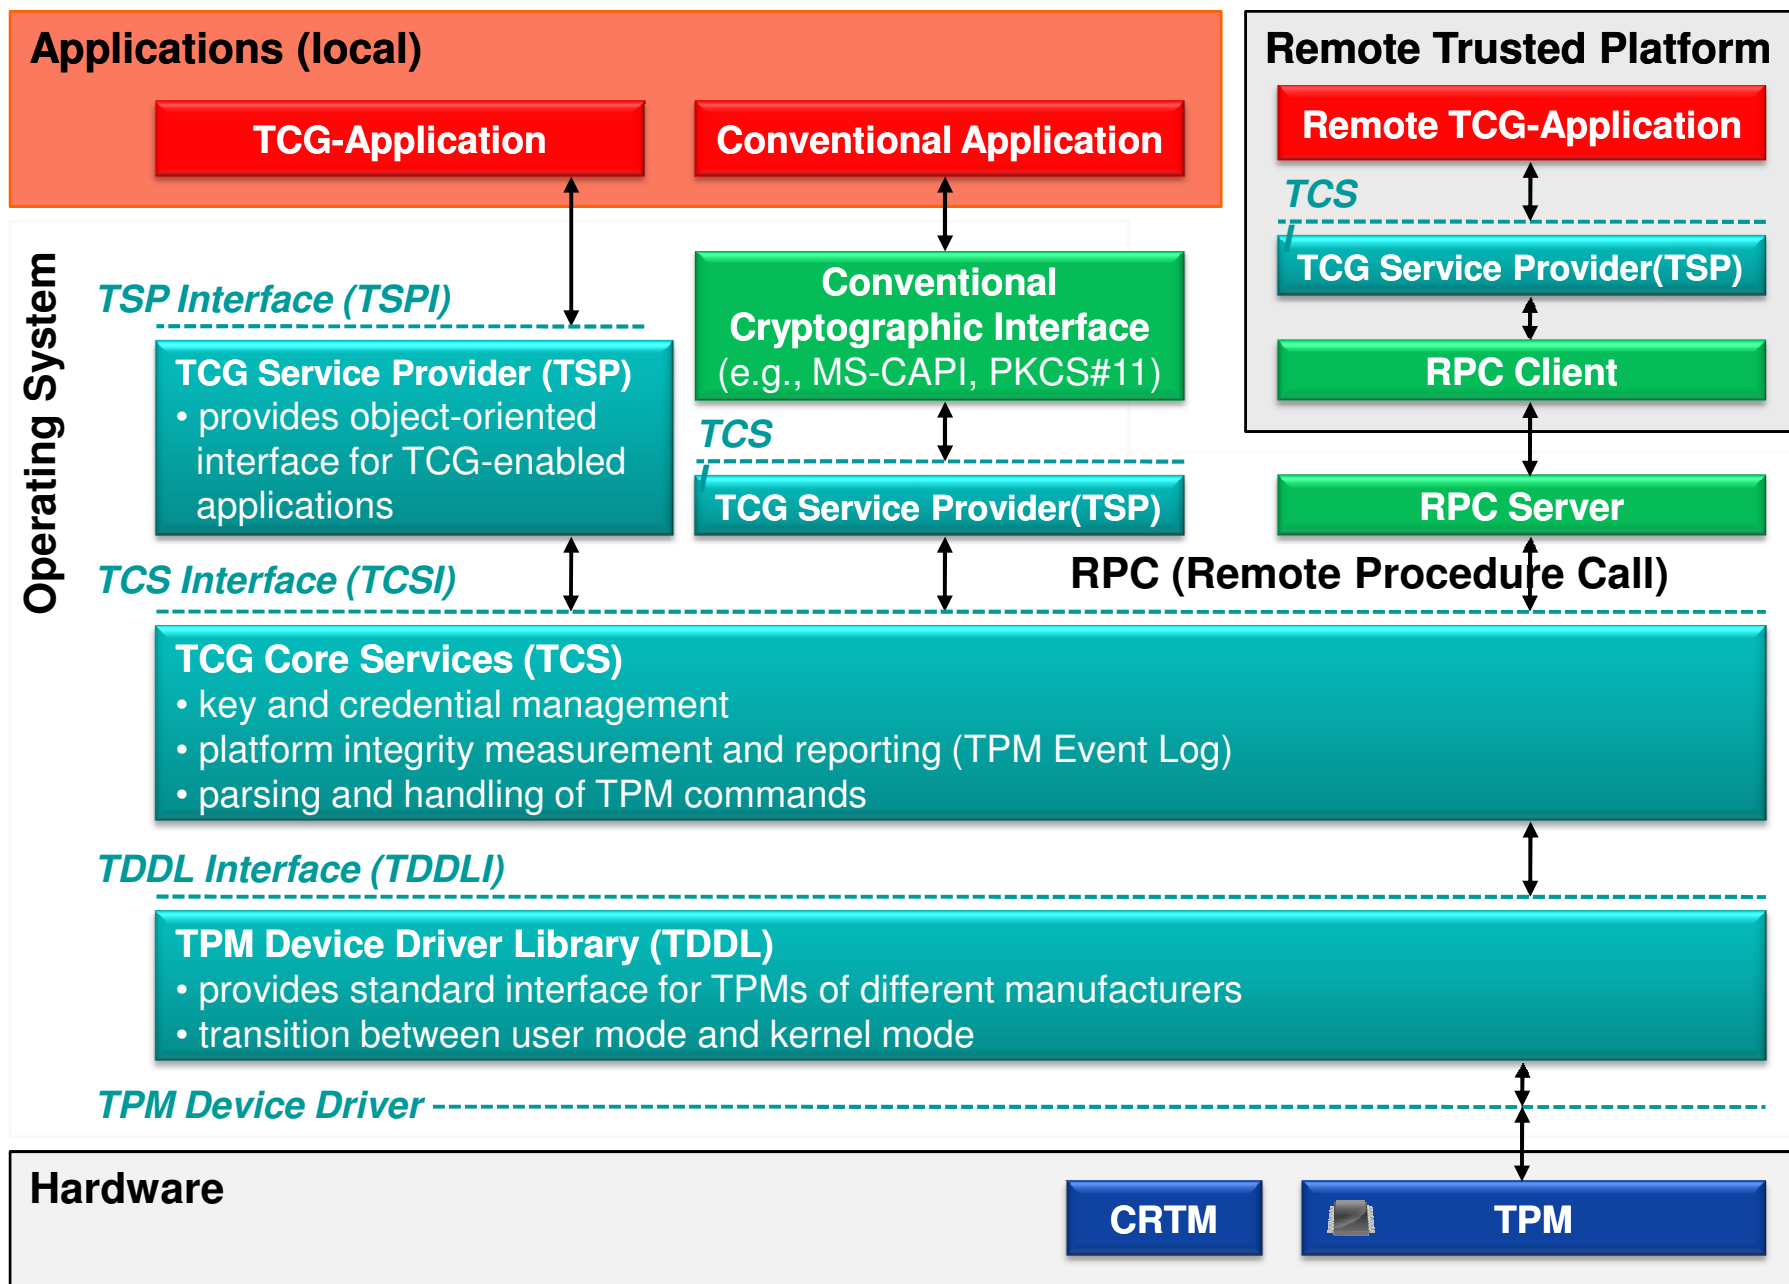 Applications (local)
TCG-Application
Conventional Application
Remote Trusted Platform
Remote TCG-Application
TCS
I
TCG Service Provider(TSP)
RPC Client
Operating System
TSP Interface (TSPI)
TCG Service Provider (TSP)
• provides object-oriented
interface for TCG-enabled
applications
Conventional
Cryptographic Interface
(e.g., MS-CAPI, PKCS#11)
TCS
I
TCG Service Provider(TSP)
RPC Server
TCS Interface (TCSI)
RPC (Remote Procedure Call)
TCG Core Services (TCS)
• key and credential management
• platform integrity measurement and reporting (TPM Event Log)
• parsing and handling of TPM commands
TDDL Interface (TDDLI)
TPM Device Driver Library (TDDL)
• provides standard interface for TPMs of different manufacturers
• transition between user mode and kernel mode
TPM Device Driver
Hardware
CRTM
TPM